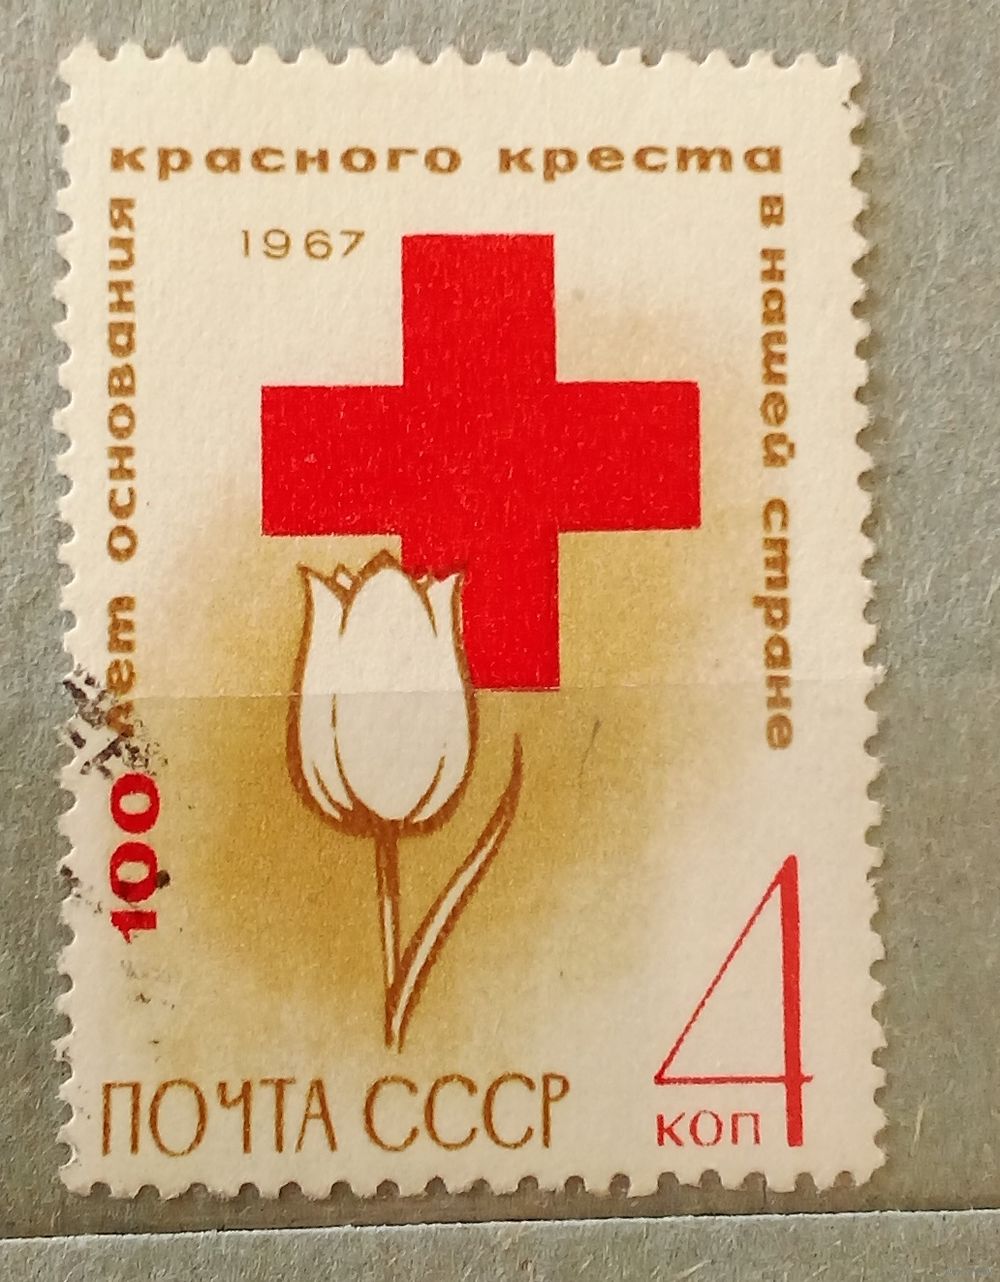 100 лет основания
красного креста
в нашей стране
1967
ПОЧТА СССР
4
коп